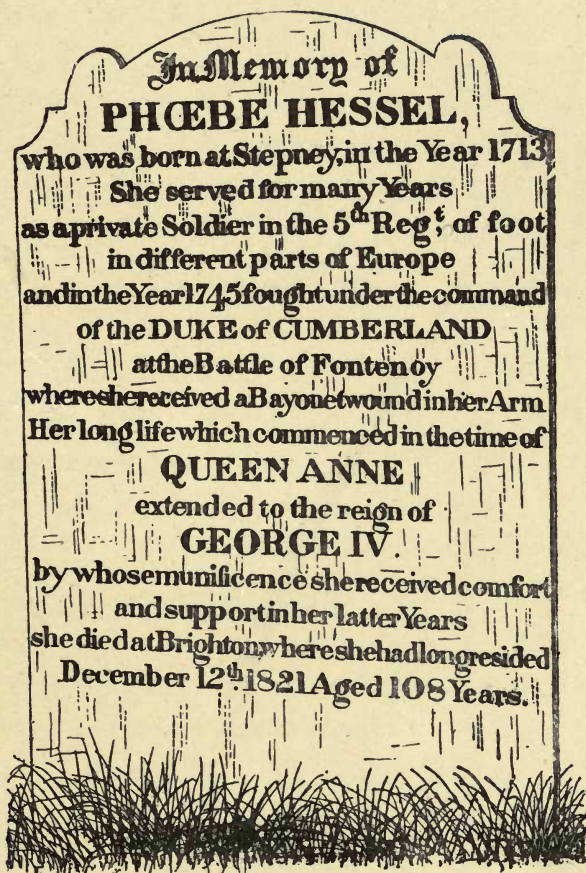 In Memory of
PHŒBE HESSEL,
who was born at Stepney, in the Year 1713
She served for many Years
as a private Soldier in the 5th Regt. of foot
in different parts of Europe
and in the Year 1745 fought under the command
of the DUKE of CUMBERLAND
at the Battle of Fontenoy
where she received a Bayonet wound in her Arm
Her long life which commenced in the time of
QUEEN ANNE
extended to the reign of
GEORGE IV.
by whose munificence she received comfort
and support in her latter Years
she died at Brighton, where she had long resided
December 12th. 1821 Aged 108 Years.